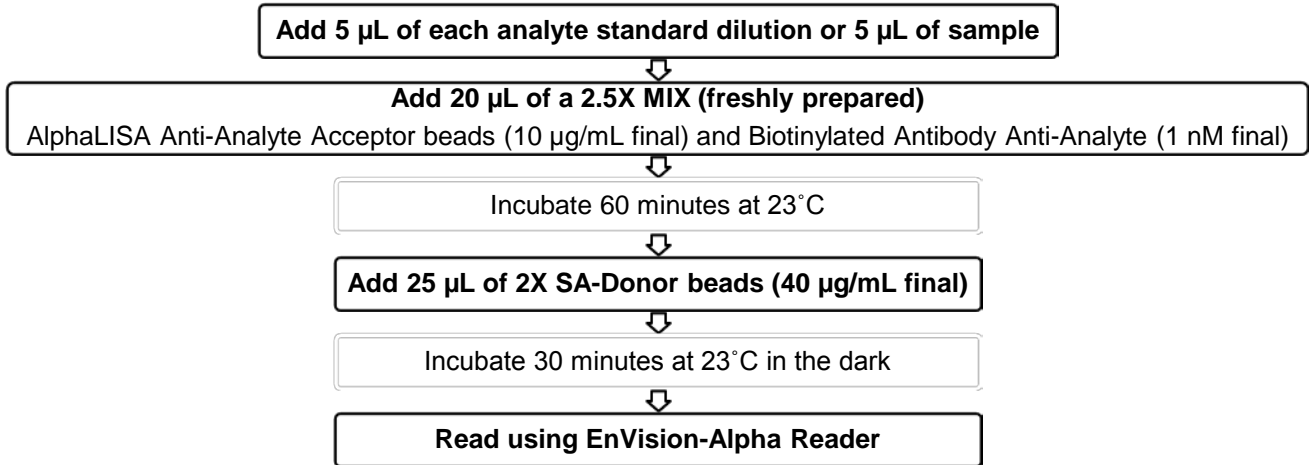 Add 5 µL of each analyte standard dilution or 5 µL of sample
Add 20 µL of a 2.5X MIX (freshly prepared)
AlphaLISA Anti-Analyte Acceptor beads (10 µg/mL final) and Biotinylated Antibody Anti-Analyte (1 nM final)
Incubate 60 minutes at 23˚C
Add 25 µL of 2X SA-Donor beads (40 µg/mL final)
Incubate 30 minutes at 23˚C in the dark
Read using EnVision-Alpha Reader